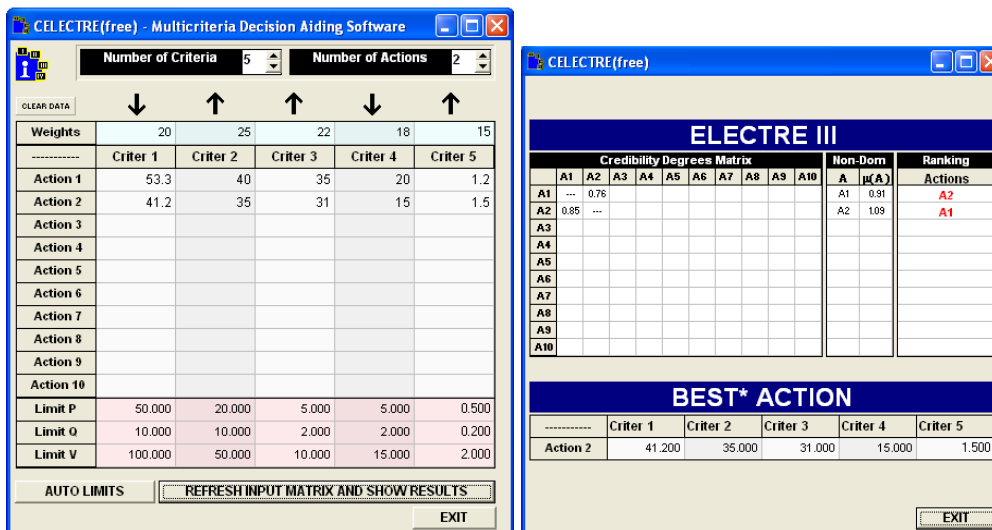 CELECTRE(free) - Multicriteria Decision Aiding Software
Number of Criteria 5 Number of Actions 2
CLEAR DATA
Weights 20 25 22 18 15
---------- Criter 1 Criter 2 Criter 3 Criter 4 Criter 5
Action 1 53.3 40 35 20 1.2
Action 2 41.2 35 31 15 1.5
Action 3
Action 4
Action 5
Action 6
Action 7
Action 8
Action 9
Action 10
Limit P 50.000 20.000 5.000 5.000 0.500
Limit Q 10.000 10.000 2.000 2.000 0.200
Limit V 100.000 50.000 10.000 15.000 2.000
AUTO LIMITS REFRESH INPUT MATRIX AND SHOW RESULTS
EXIT
CELECTRE(free)
ELECTRE III
Credibility Degrees Matrix Non-Dom Ranking
A1 A2 A3 A4 A5 A6 A7 A8 A9 A10 A μ(A) Actions
A1 --- 0.76 A1 0.91 A2
A2 0.85 --- A2 1.09 A1
A3
A4
A5
A6
A7
A8
A9
A10
BEST* ACTION
----------- Criter 1 Criter 2 Criter 3 Criter 4 Criter 5
Action 2 41.200 35.000 31.000 15.000 1.500
EXIT